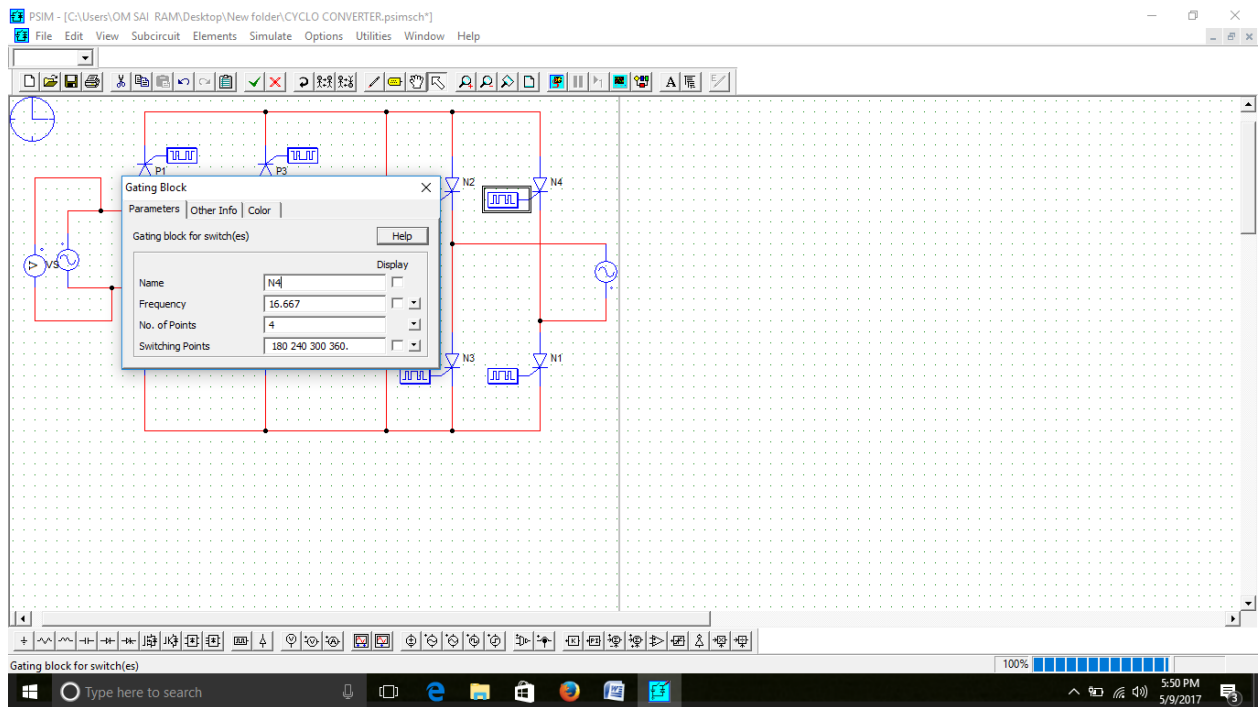 PSIM - [C:\Users\OM SAI RAM\Desktop\New folder\CYCLO CONVERTER.psimsch*]
File Edit View Subcircuit Elements Simulate Options Utilities Window Help
P1
P3
N2
N4
Gating Block
Parameters Other Info Color
Gating block for switch(es) Help
Display
Name N4
Frequency 16.667
No. of Points 4
Switching Points 180 240 300 360.
VS
N3
N1
Gating block for switch(es)
100%
Type here to search
5:50 PM
5/9/2017
3